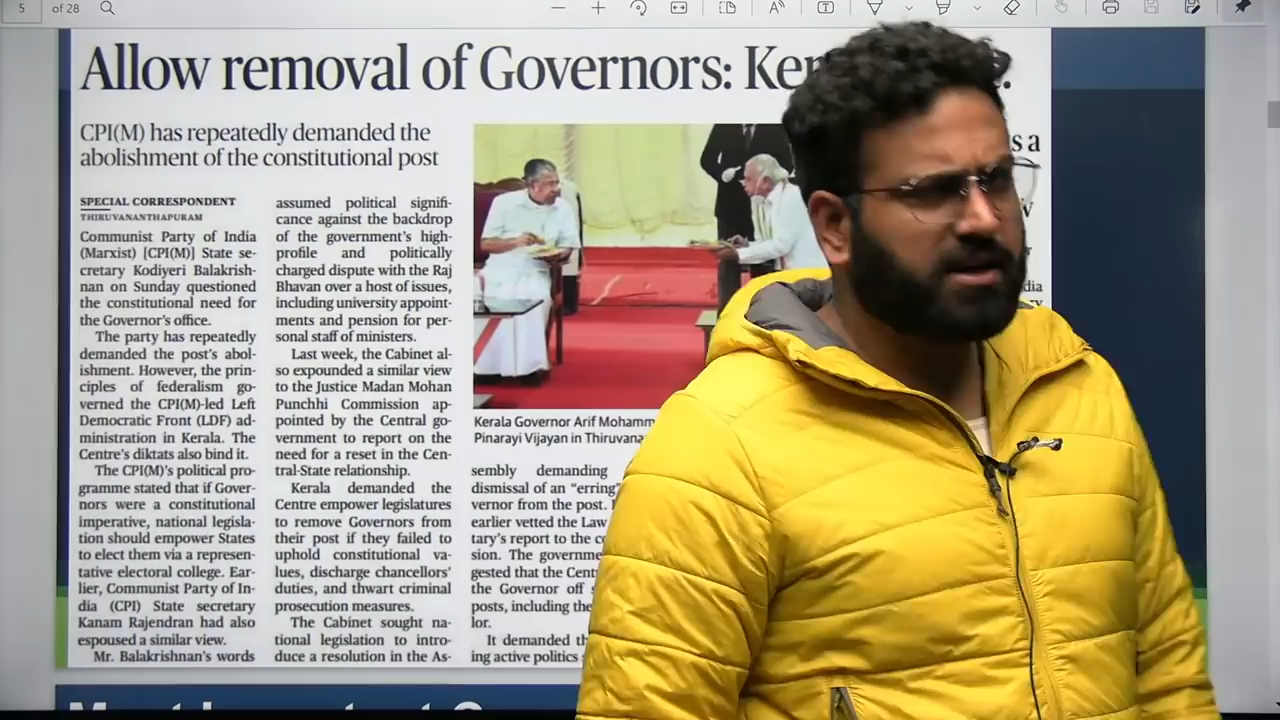 5 of 28
Allow removal of Governors: Ker
CPI(M) has repeatedly demanded the
abolishment of the constitutional post
SPECIAL CORRESPONDENT
THIRUVANANTHAPURAM
Communist Party of India
(Marxist) [CPI(M)] State se-
cretary Kodiyeri Balakrish-
nan on Sunday questioned
the constitutional need for
the Governor's office.
The party has repeatedly
demanded the post's abol-
ishment. However, the prin-
ciples of federalism go-
verned the CPI(M)-led Left
Democratic Front (LDF) ad-
ministration in Kerala. The
Centre's diktats also bind it.
The CPI(M)'s political pro-
gramme stated that if Gover-
nors were a constitutional
imperative, national legisla-
tion should empower States
to elect them via a represen-
tative electoral college. Ear-
lier, Communist Party of In-
dia (CPI) State secretary
Kanam Rajendran had also
espoused a similar view.
Mr. Balakrishnan's words
assumed political signifi-
cance against the backdrop
of the government's high-
profile and politically
charged dispute with the Raj
Bhavan over a host of issues,
including university appoint-
ments and pension for per-
sonal staff of ministers.
Last week, the Cabinet al-
so expounded a similar view
to the Justice Madan Mohan
Punchhi Commission ap-
pointed by the Central go-
vernment to report on the
need for a reset in the Cen-
tral-State relationship.
Kerala demanded the
Centre empower legislatures
to remove Governors from
their post if they failed to
uphold constitutional va-
lues, discharge chancellors'
duties, and thwart criminal
prosecution measures.
The Cabinet sought na-
tional legislation to intro-
duce a resolution in the As-
Kerala Governor Arif Mohamm
Pinarayi Vijayan in Thiruvana
sembly demanding
dismissal of an "erring"
vernor from the post.
earlier vetted the Law
tary's report to the c
sion. The governme
gested that the Cent
the Governor off
posts, including the
lor.
It demanded th
ing active politics
s a
dia